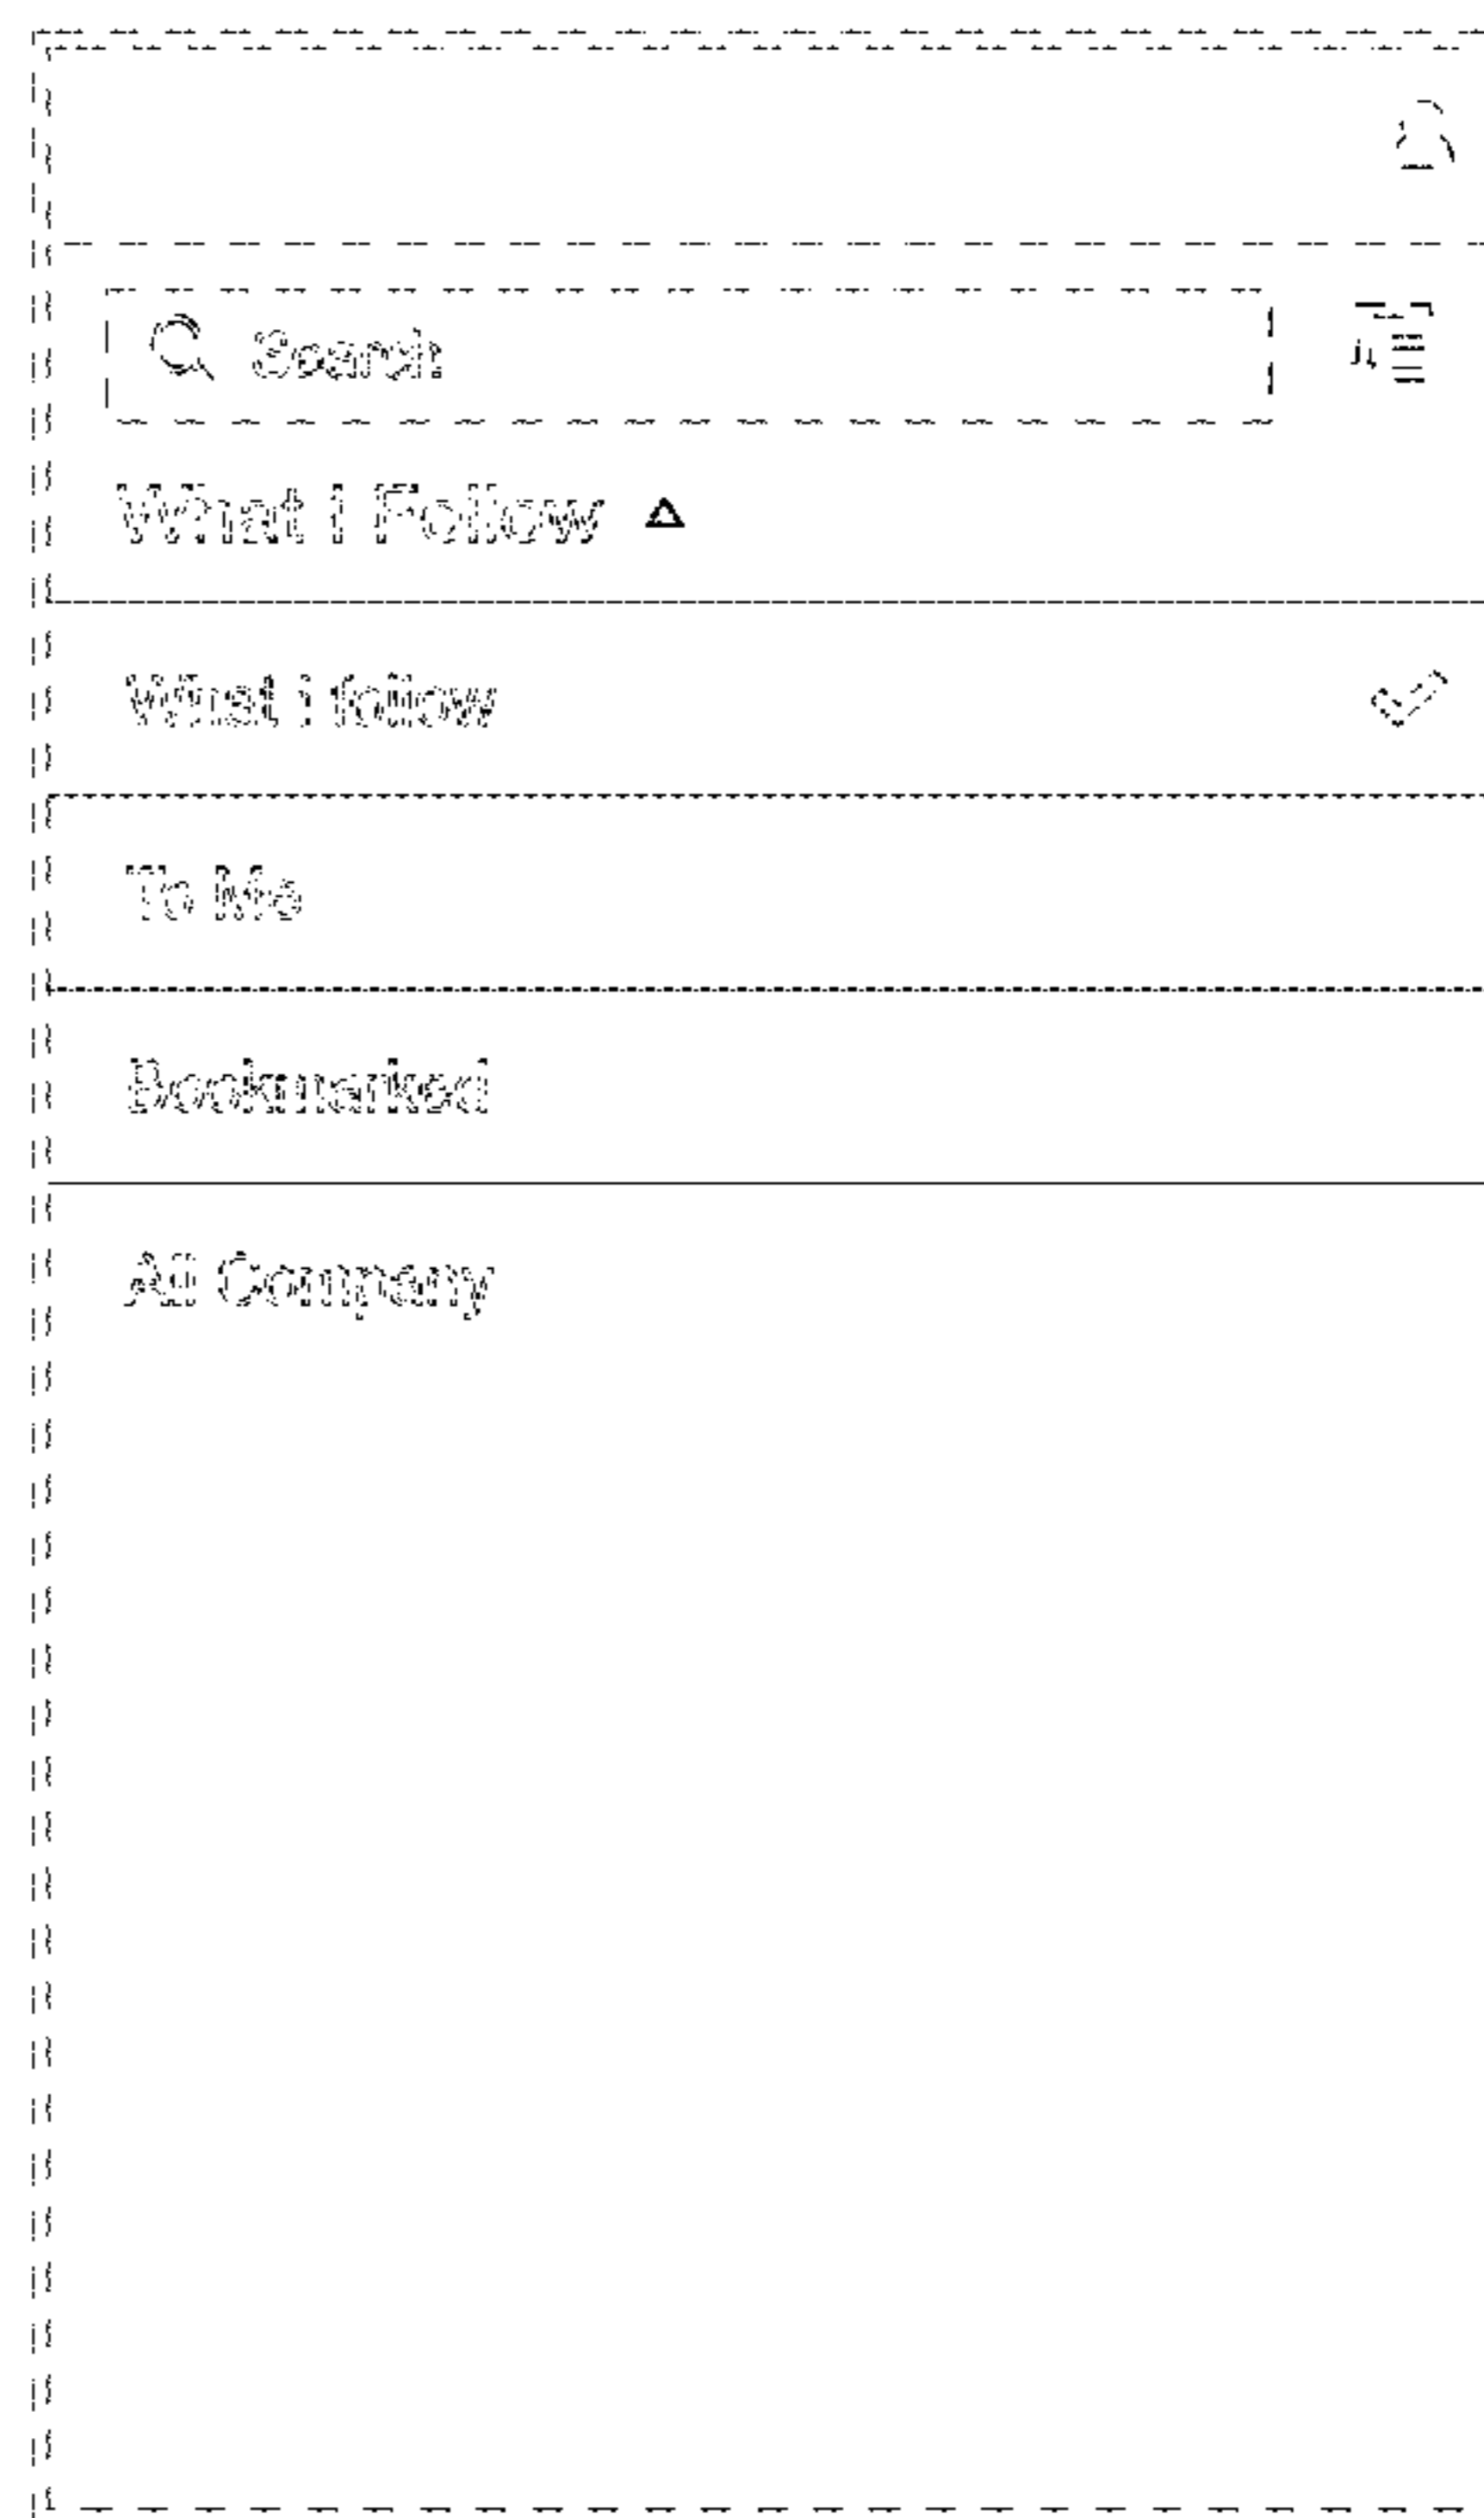 Search
What I Follow
What I follow
To Me
Bookmarked
All Company